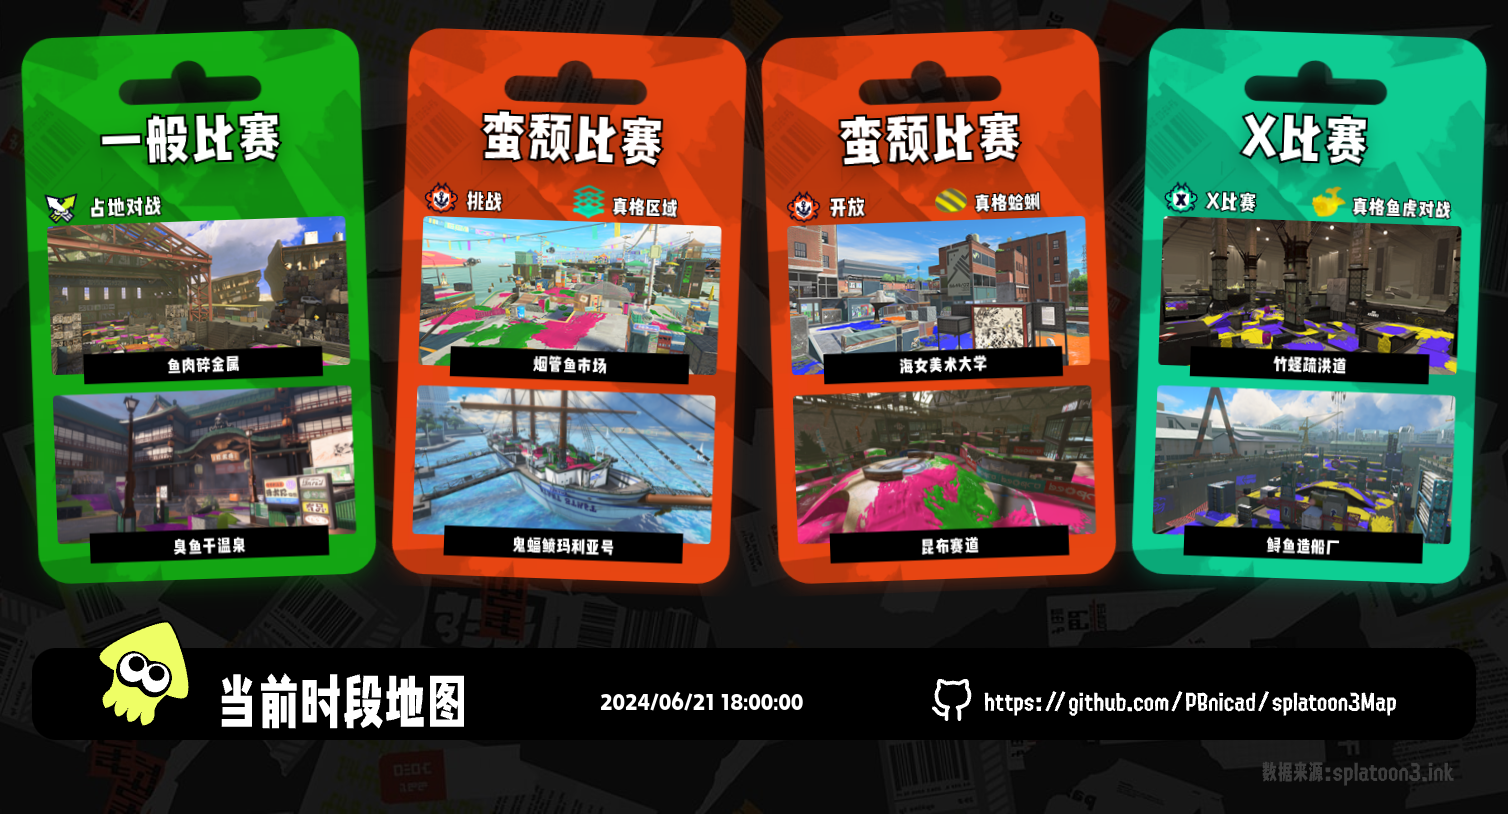 一般比赛
占地对战
鱼肉碎金属
臭鱼干温泉
蛮颓比赛
挑战
真格区域
烟管鱼市场
鬼蝠鲼玛利亚号
蛮颓比赛
开放
真格蛤蜊
海女美术大学
昆布赛道
X比赛
X比赛
真格鱼虎对战
竹蛏疏洪道
鲟鱼造船厂
当前时段地图
2024/06/21 18:00:00
https://github.com/PBnicad/splatoon3Map
数据来源:splatoon3.ink